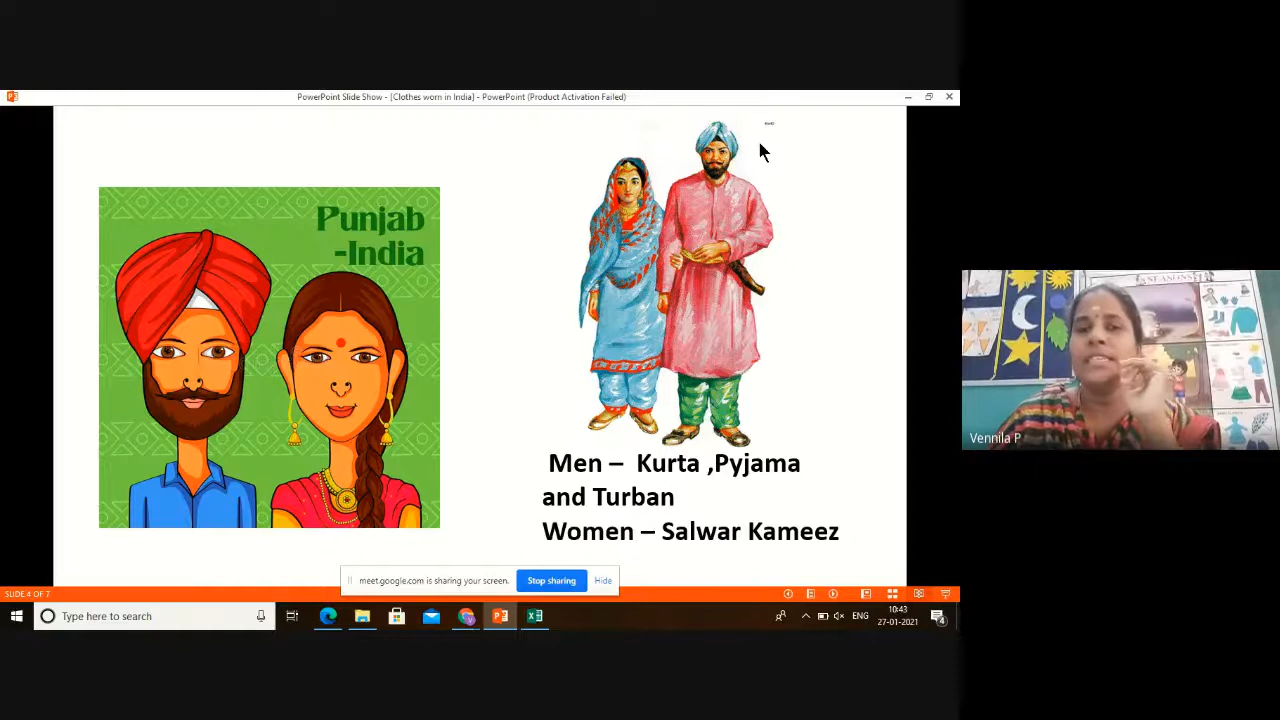 PowerPoint Slide Show - [Clothes worn in India] - PowerPoint (Product Activation Failed)
Punjab
-India
Men – Kurta ,Pyjama
and Turban
Women – Salwar Kameez
SEASONS
Vennila P
meet.google.com is sharing your screen.
Stop sharing
Hide
SLIDE 4 OF 7
Type here to search
ENG
10:43
27-01-2021
4